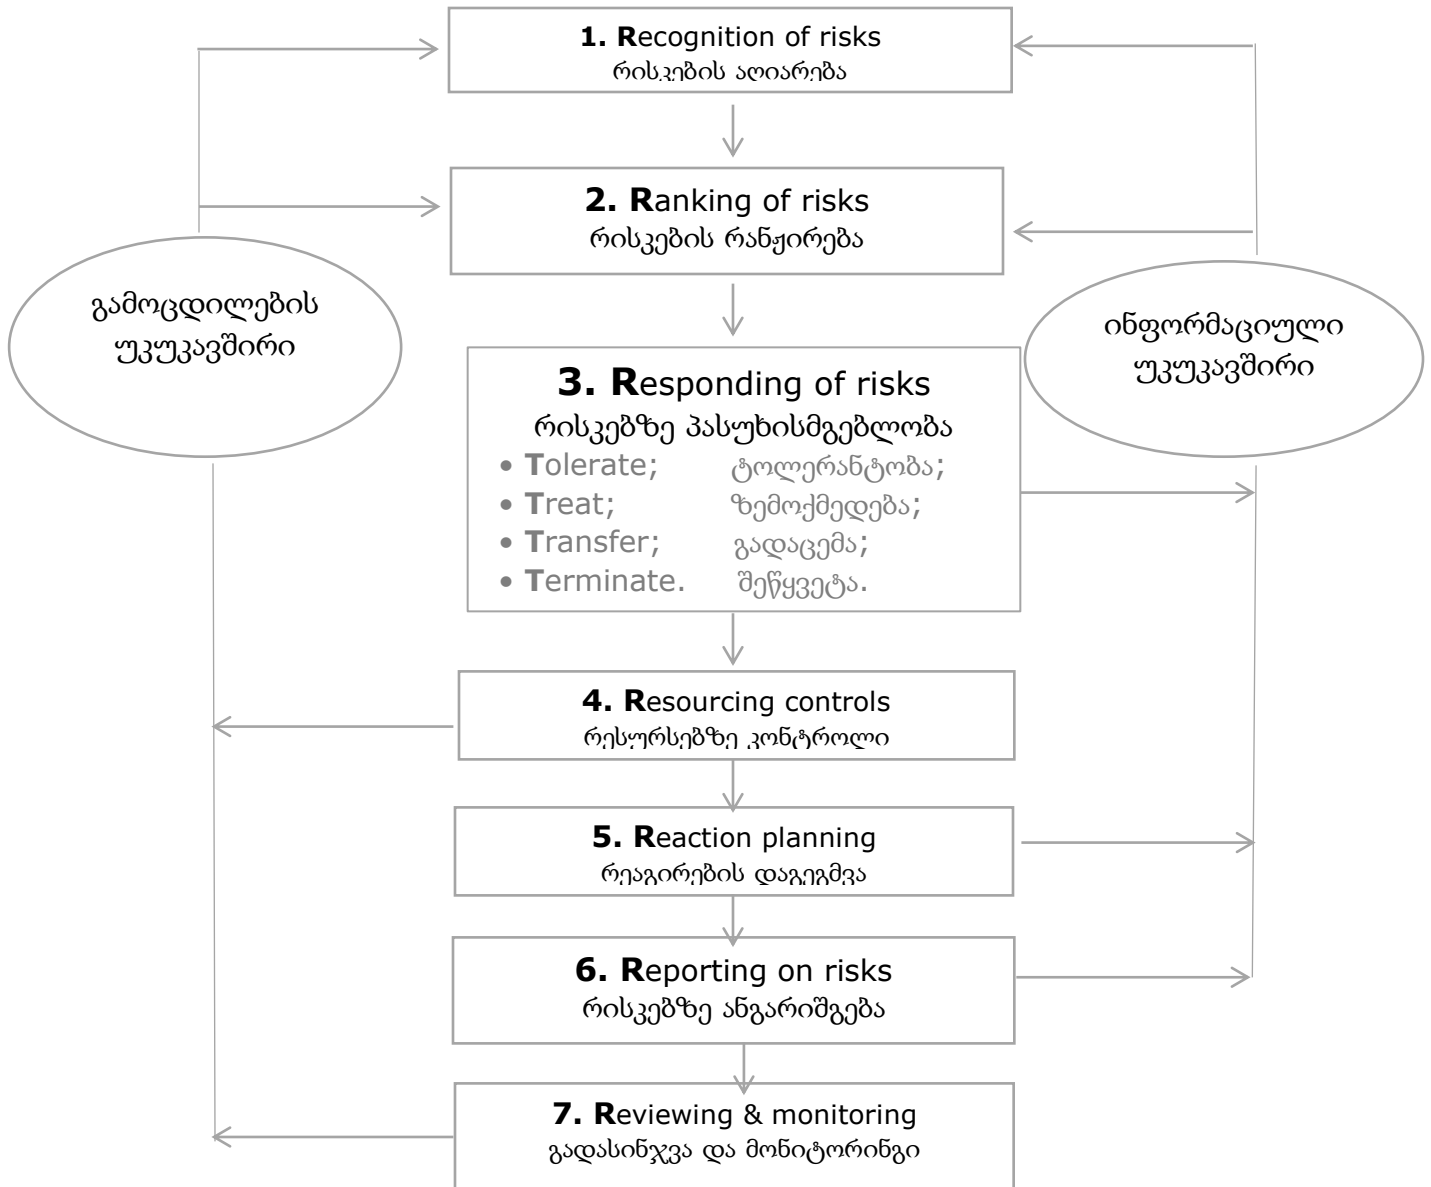 1. Recognition of risks
რისკების აღიარება
2. Ranking of risks
რისკების რანჟირება
გამოცდილების
უკუკავშირი
ინფორმაციული
უკუკავშირი
3. Responding of risks
რისკებზე პასუხისმგებლობა
• Tolerate; ტოლერანტობა;
• Treat; ზემოქმედება;
• Transfer; გადაცემა;
• Terminate. შეწყვეტა.
4. Resourcing controls
რესურსებზე კონტროლი
5. Reaction planning
რეაგირების დაგეგმვა
6. Reporting on risks
რისკებზე ანგარიშგება
7. Reviewing & monitoring
გადასინჯვა და მონიტორინგი